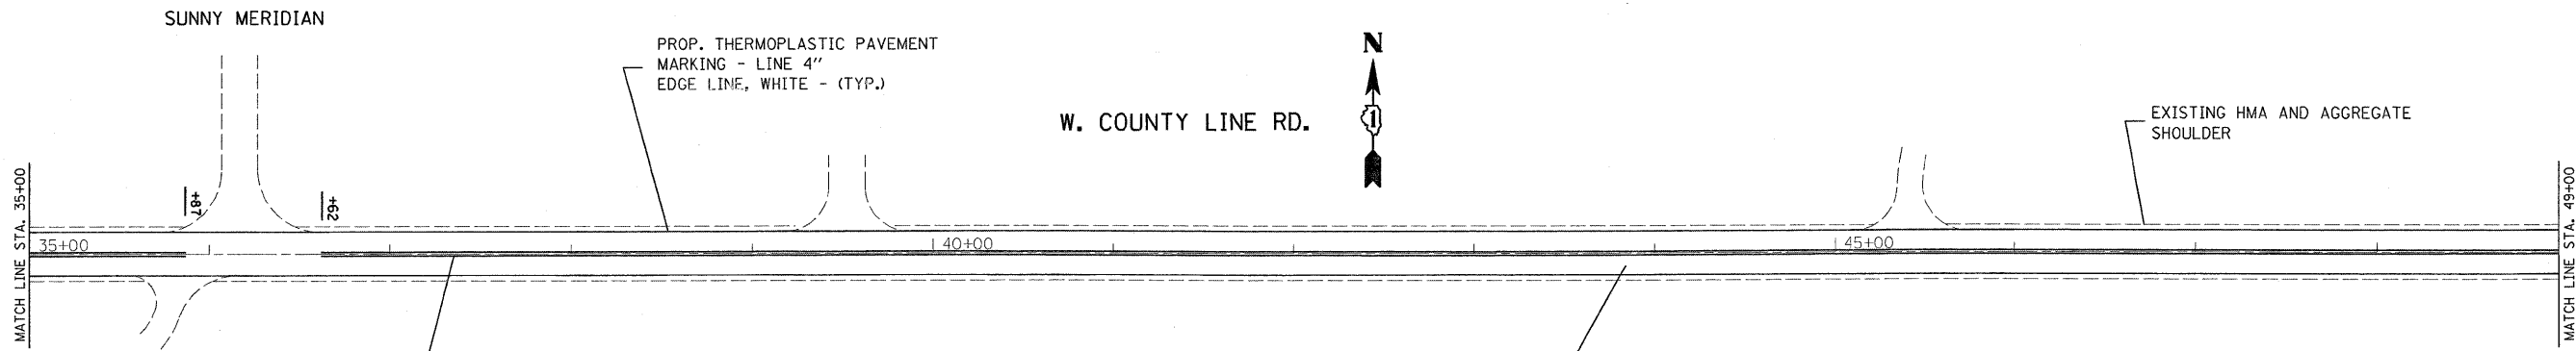 SUNNY MERIDIAN
PROP. THERMOPLASTIC PAVEMENT
MARKING - LINE 4"
EDGE LINE, WHITE - (TYP.)
N
1
W. COUNTY LINE RD.
EXISTING HMA AND AGGREGATE
SHOULDER
MATCH LINE STA. 35+00
+87
+62
35+00
40+00
45+00
MATCH LINE STA. 49+00